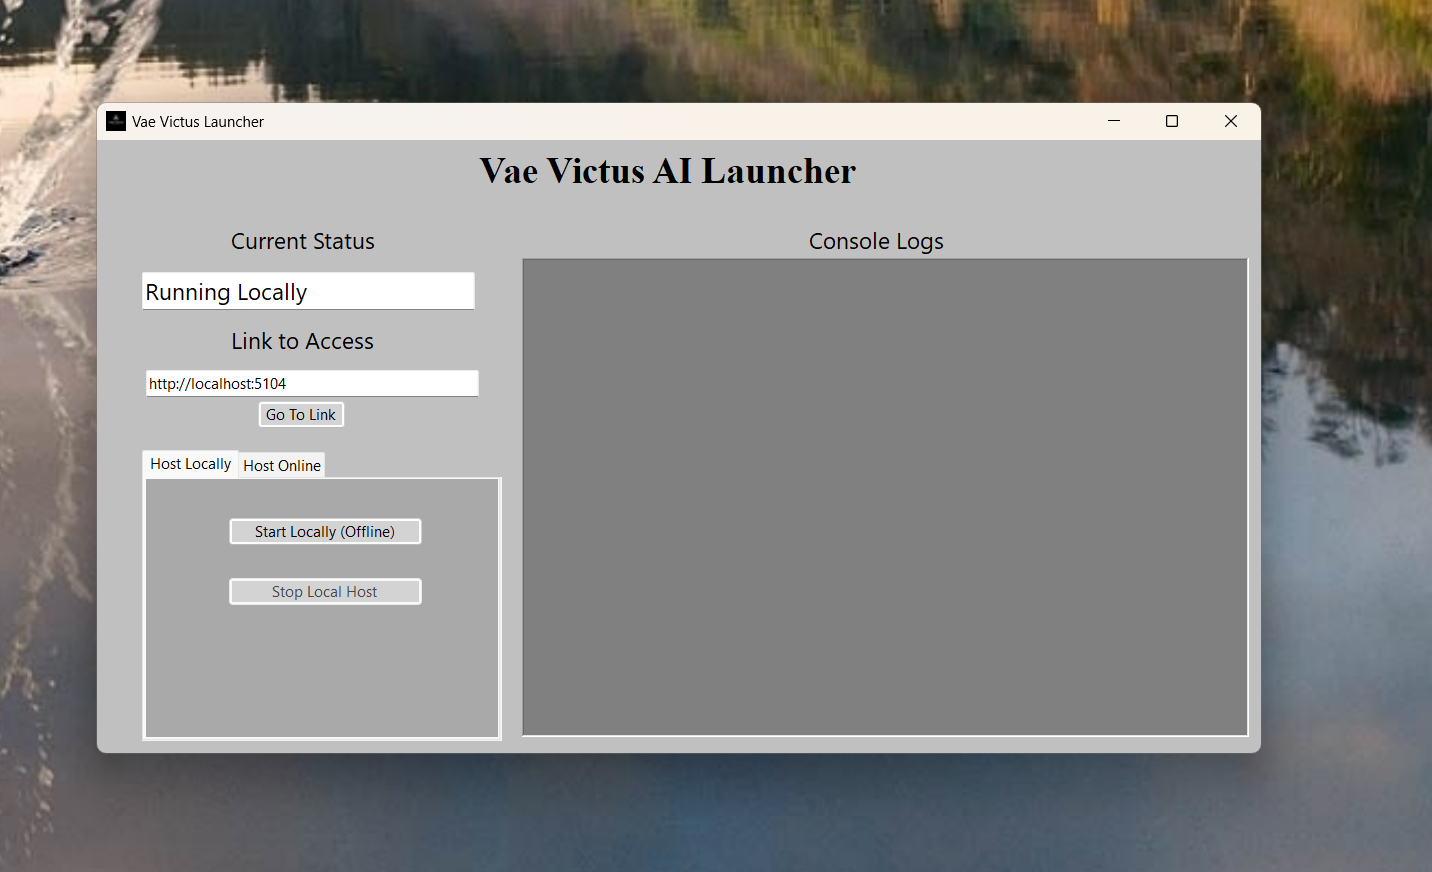 Vae Victus Launcher
Vae Victus AI Launcher
Current Status
Running Locally
Link to Access
http://localhost:5104
Go To Link
Host Locally
Host Online
Start Locally (Offline)
Stop Local Host
Console Logs